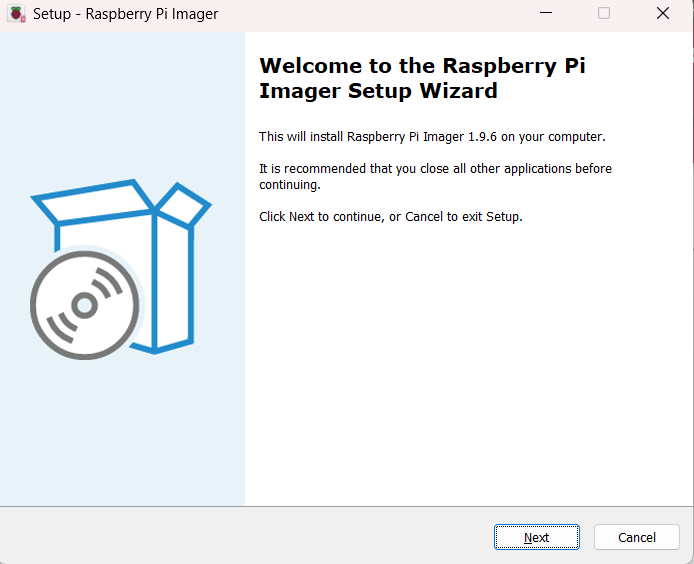 Setup - Raspberry Pi Imager
Welcome to the Raspberry Pi
Imager Setup Wizard
This will install Raspberry Pi Imager 1.9.6 on your computer.
It is recommended that you close all other applications before
continuing.
Click Next to continue, or Cancel to exit Setup.
Next
Cancel